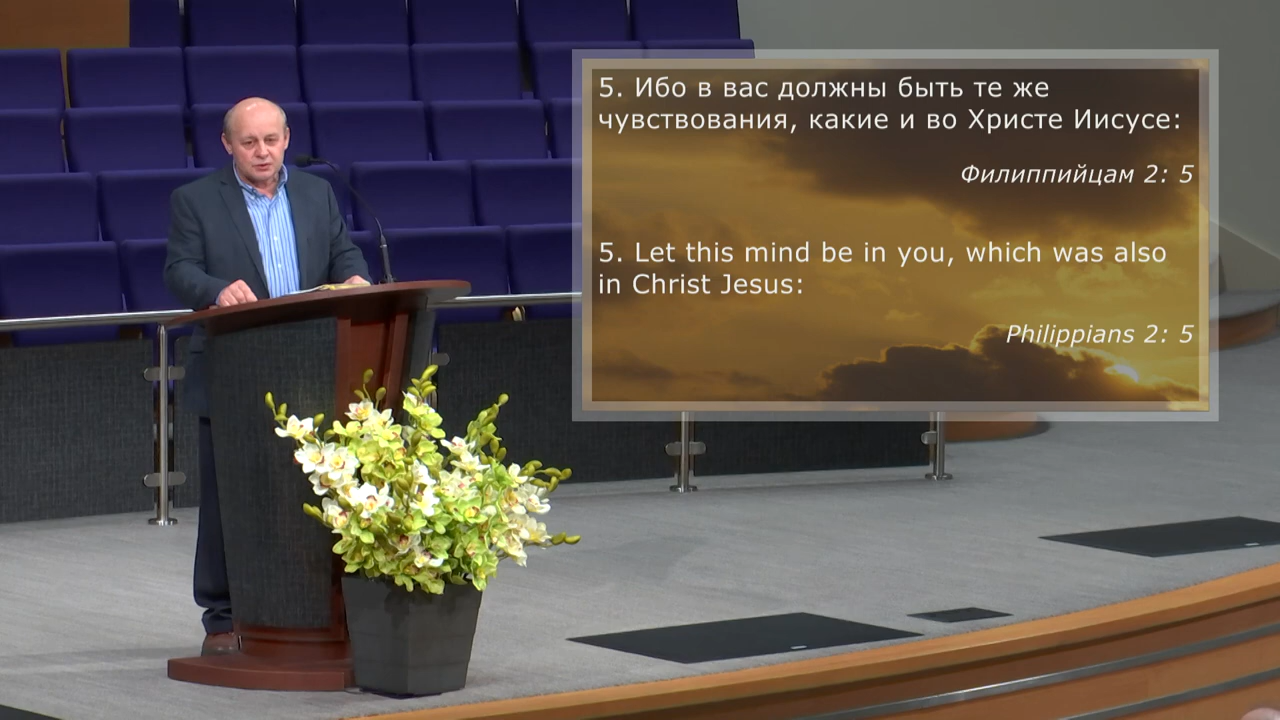 5. Ибо в вас должны быть те же
чувствования, какие и во Христе Иисусе:
Филиппийцам 2: 5
5. Let this mind be in you, which was also
in Christ Jesus:
Philippians 2: 5